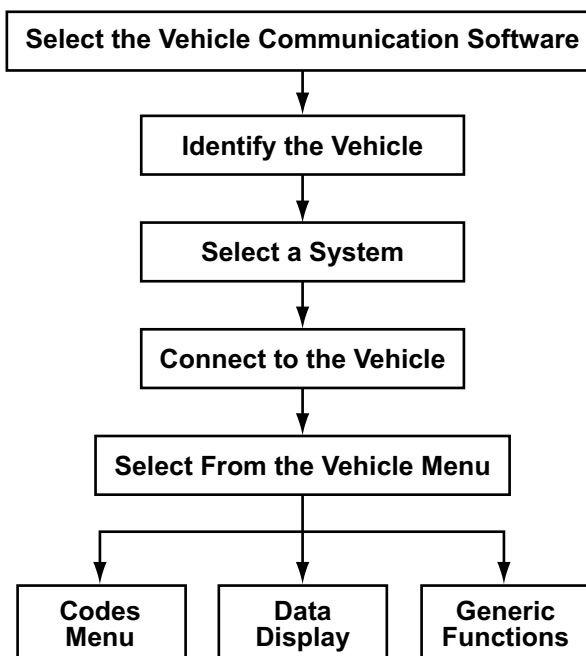 Select the Vehicle Communication Software
Identify the Vehicle
Select a System
Connect to the Vehicle
Select From the Vehicle Menu
Codes
Menu
Data
Display
Generic
Functions